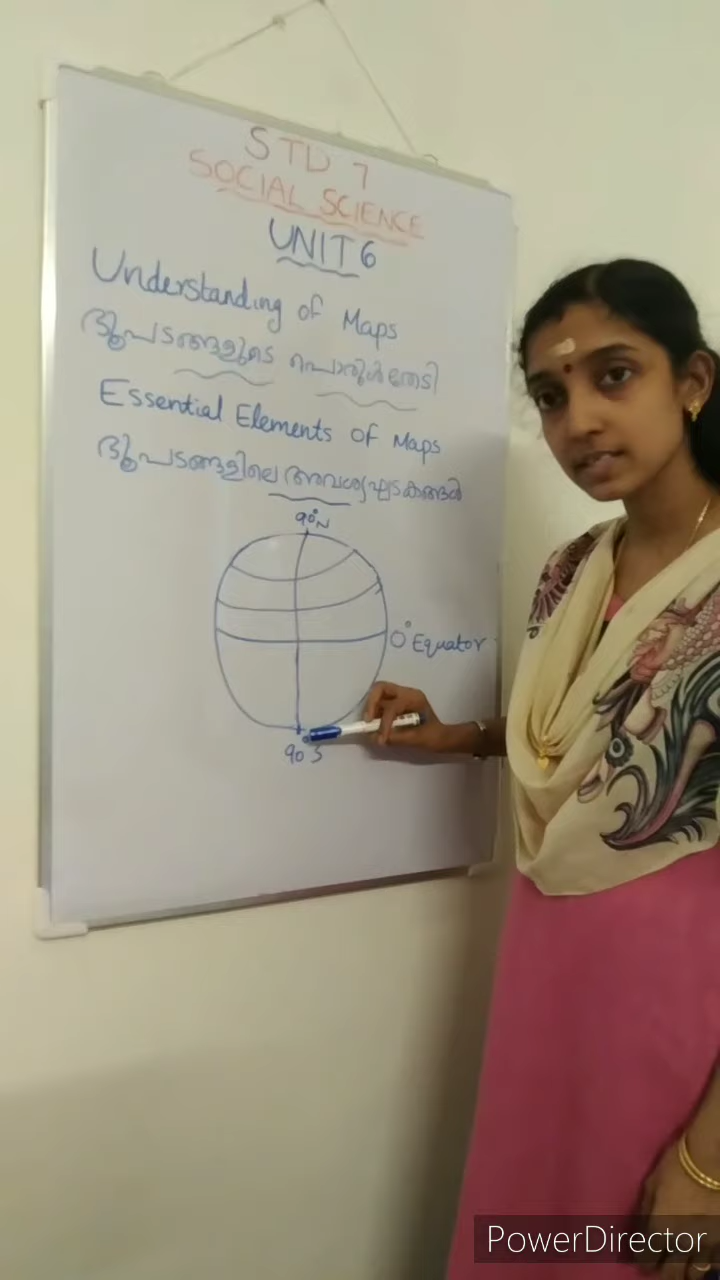 STD 7
SOCIAL SCIENCE
UNIT 6
Understanding of Maps
ഭൂപടങ്ങളുടെ പൊരുൾതേടി
Essential Elements of Maps
ഭൂപടങ്ങളിലെ അവശ്യഘടകങ്ങൾ
90°N
0° Equator
90°S
PowerDirector